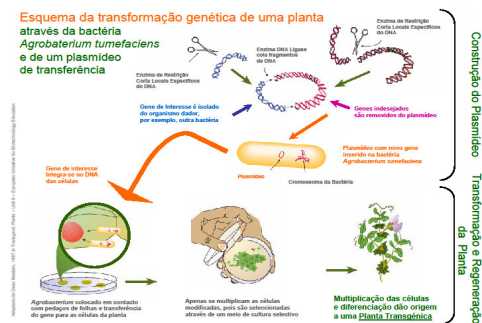 Esquema da transformação genética de uma planta
através da bactéria
Agrobaterium tumefaciens
e de um plasmídeo
de transferência
Enzima de Restrição
Corta Locais Específicos
do DNA
Enzima DNA Ligase
cola fragmentos
de DNA
Enzima de Restrição
Corta Locais Específicos
do DNA
Gene de Interesse é isolado
do organismo dador,
por exemplo, outra bactéria
Genes indesejados
são removidos do plasmídeo
Plasmídeo com novo gene
inserido na bactéria
Agrobacterium tumefaciens
Plasmídeo
Cromossoma da Bactéria
Construção do Plasmídeo
Gene de interesse
Integra-se no DNA
das células
Agrobacterium colocado em contacto
com pedaços de folhas e transferência
do gene para as células da planta
Apenas se multiplicam as células
modificadas, pois são seleccionadas
através de um meio de cultura selectivo
Multiplicação das células
e diferenciação dão origem
a uma Planta Transgénica
Transformação e Regeneração
da Planta